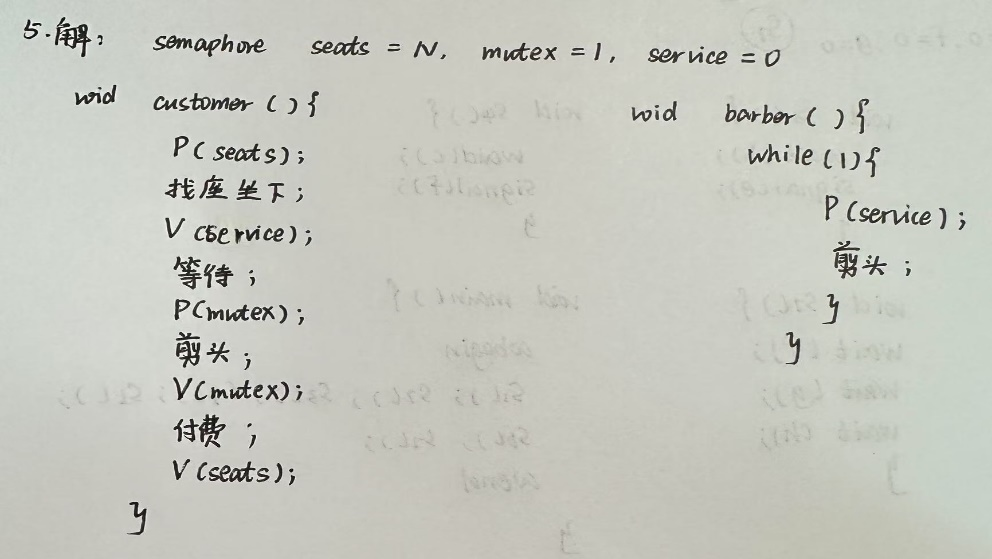 5.解: semaphore seats = N, mutex = 1, service = 0
void customer ( ) {
P( seats);
找座坐下;
V (service);
等待;
P(mutex);
剪头;
V(mutex);
付费;
V (seats);
}
void barber ( ) {
while (1) {
P (service);
剪头;
}
}